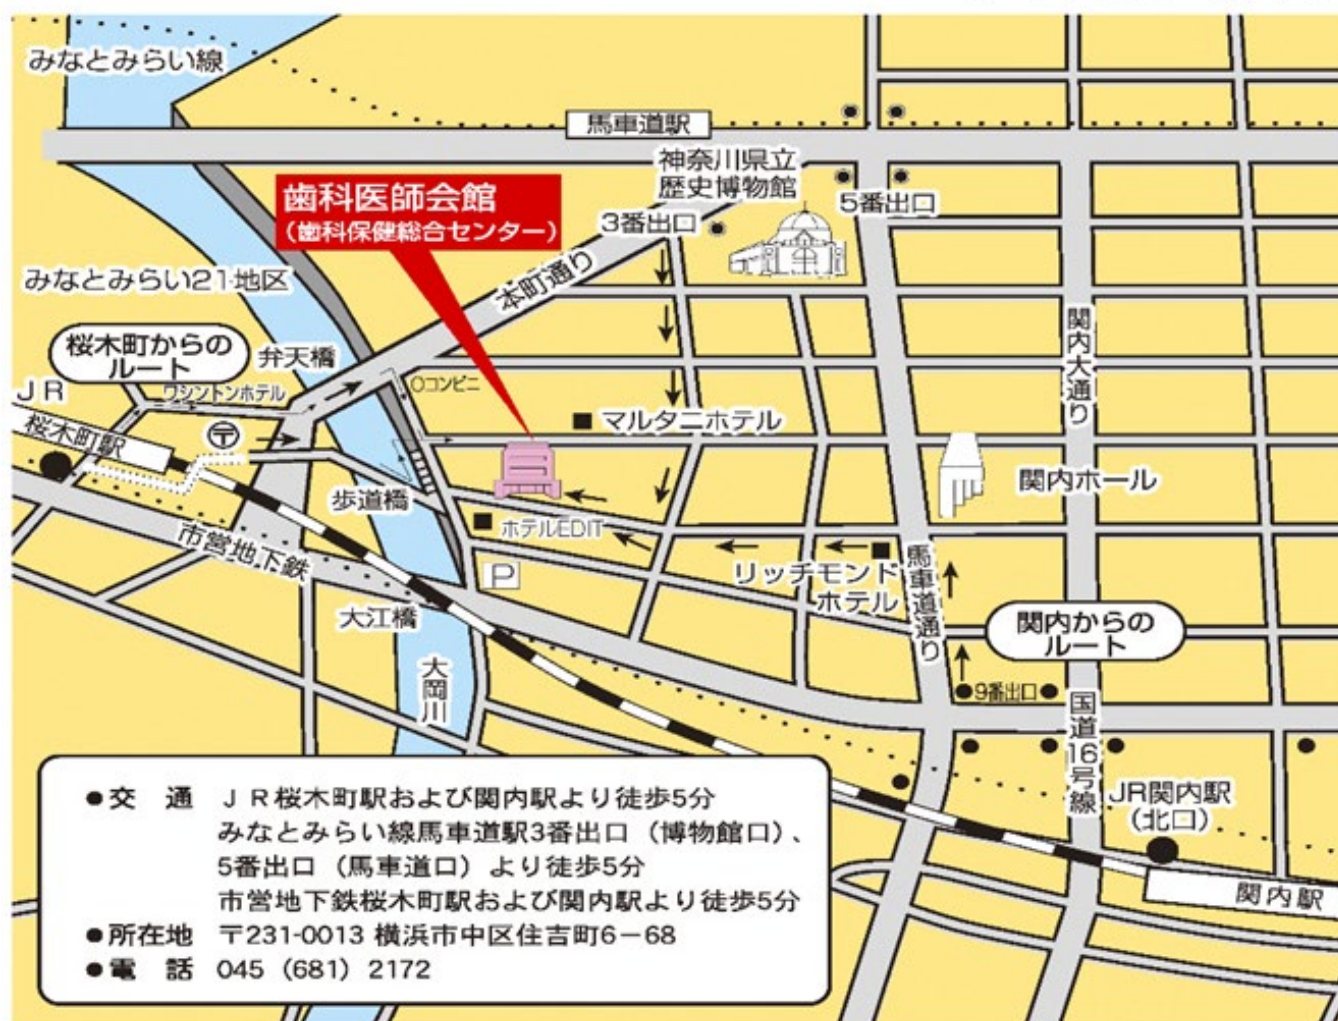 みなとみらい線
馬車道駅
神奈川県立
歴史博物館
歯科医師会館
(歯科保健総合センター)
3番出口
5番出口
みなとみらい21地区
本町通り
桜木町からの
ルート
弁天橋
ワシントンホテル
コンビニ
関内大通り
JR
桜木町駅
〒
マルタニホテル
歩道橋
関内ホール
ホテルEDIT
市営地下鉄
P
リッチモンド
ホテル
馬車道通り
大江橋
関内からの
ルート
大岡川
9番出口
国道16号線
JR関内駅
(北口)
関内駅
●交 通 JR桜木町駅および関内駅より徒歩5分
みなとみらい線馬車道駅3番出口(博物館口)、
5番出口(馬車道口)より徒歩5分
市営地下鉄桜木町駅および関内駅より徒歩5分
●所在地 〒231-0013 横浜市中区住吉町6-68
●電 話 045(681)2172